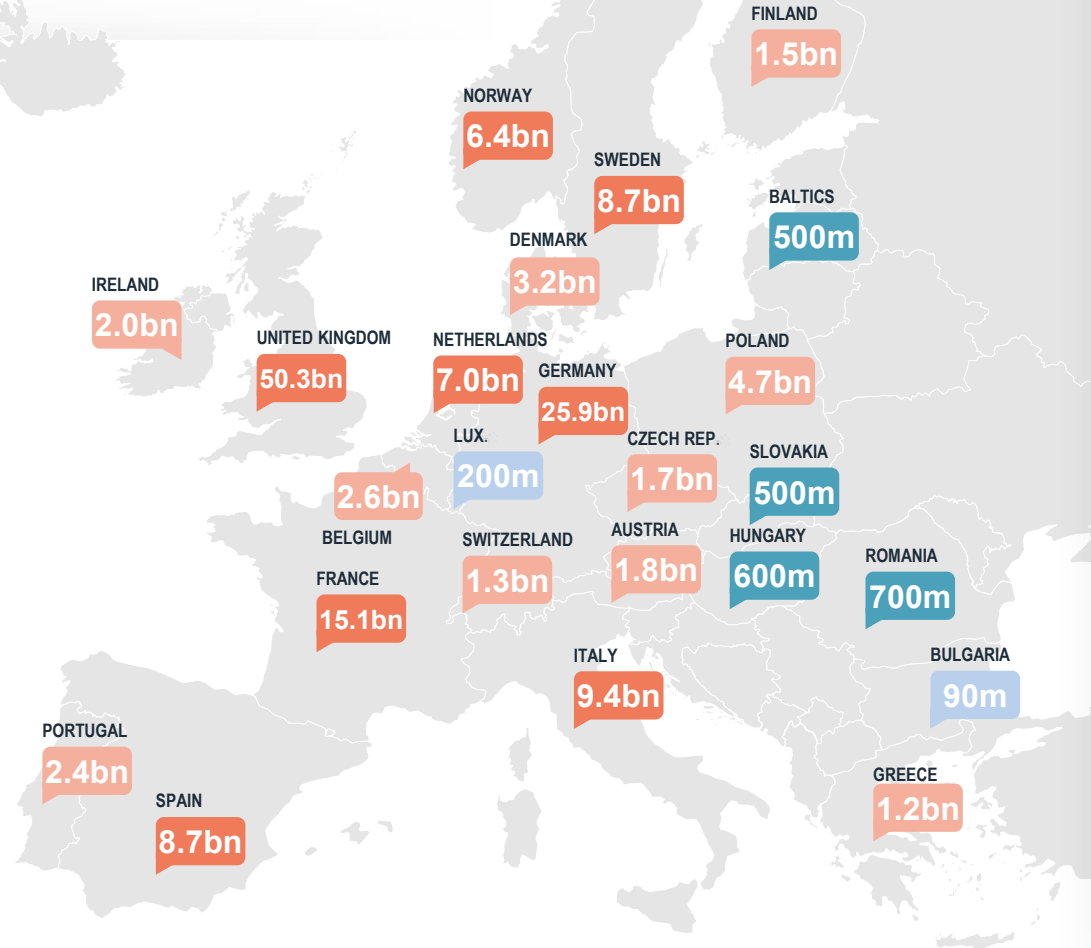 FINLAND
1.5bn
NORWAY
6.4bn
SWEDEN
8.7bn
BALTICS
500m
DENMARK
3.2bn
IRELAND
2.0bn
UNITED KINGDOM
50.3bn
NETHERLANDS
7.0bn
GERMANY
25.9bn
POLAND
4.7bn
LUX.
200m
CZECH REP.
1.7bn
SLOVAKIA
500m
2.6bn
BELGIUM
SWITZERLAND
1.3bn
AUSTRIA
1.8bn
HUNGARY
600m
ROMANIA
700m
FRANCE
15.1bn
ITALY
9.4bn
BULGARIA
90m
PORTUGAL
2.4bn
SPAIN
8.7bn
GREECE
1.2bn